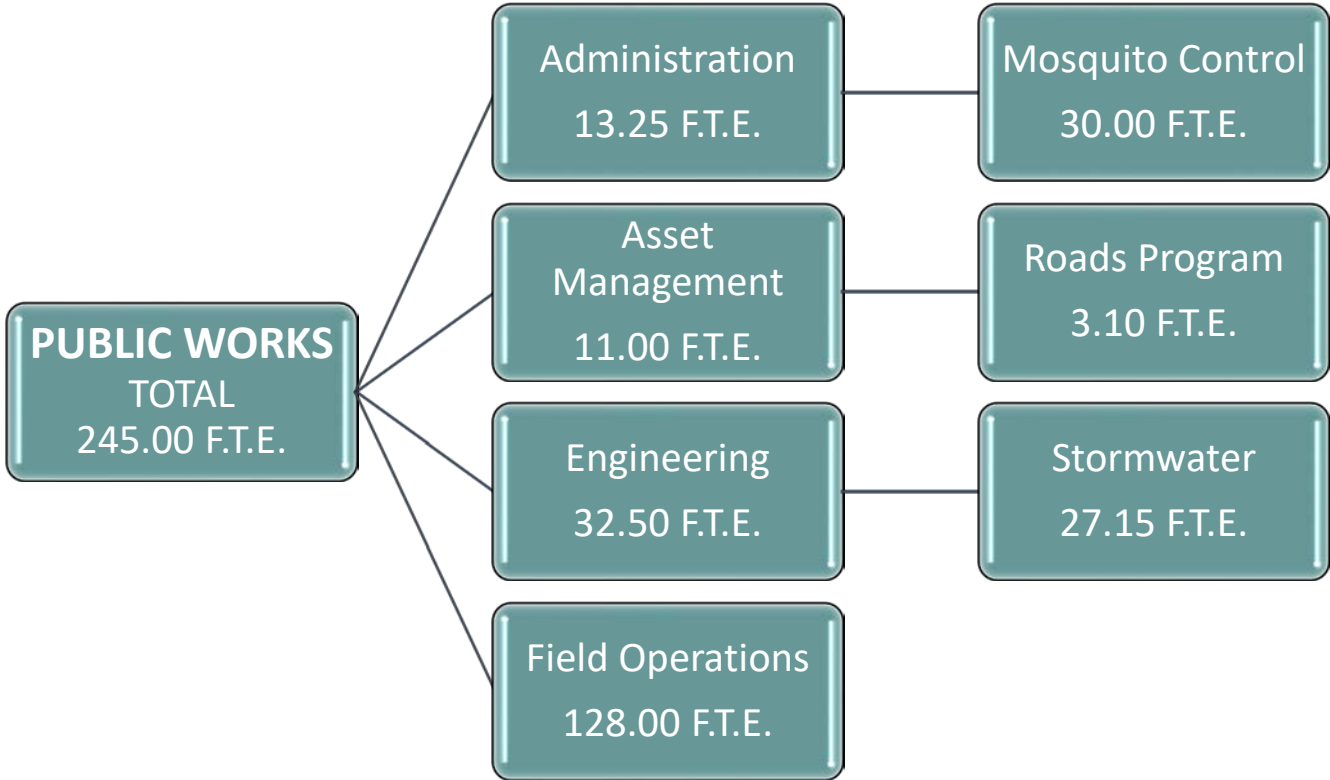 PUBLIC WORKS
TOTAL
245.00 F.T.E.
Administration
13.25 F.T.E.
Mosquito Control
30.00 F.T.E.
Asset
Management
11.00 F.T.E.
Roads Program
3.10 F.T.E.
Engineering
32.50 F.T.E.
Stormwater
27.15 F.T.E.
Field Operations
128.00 F.T.E.